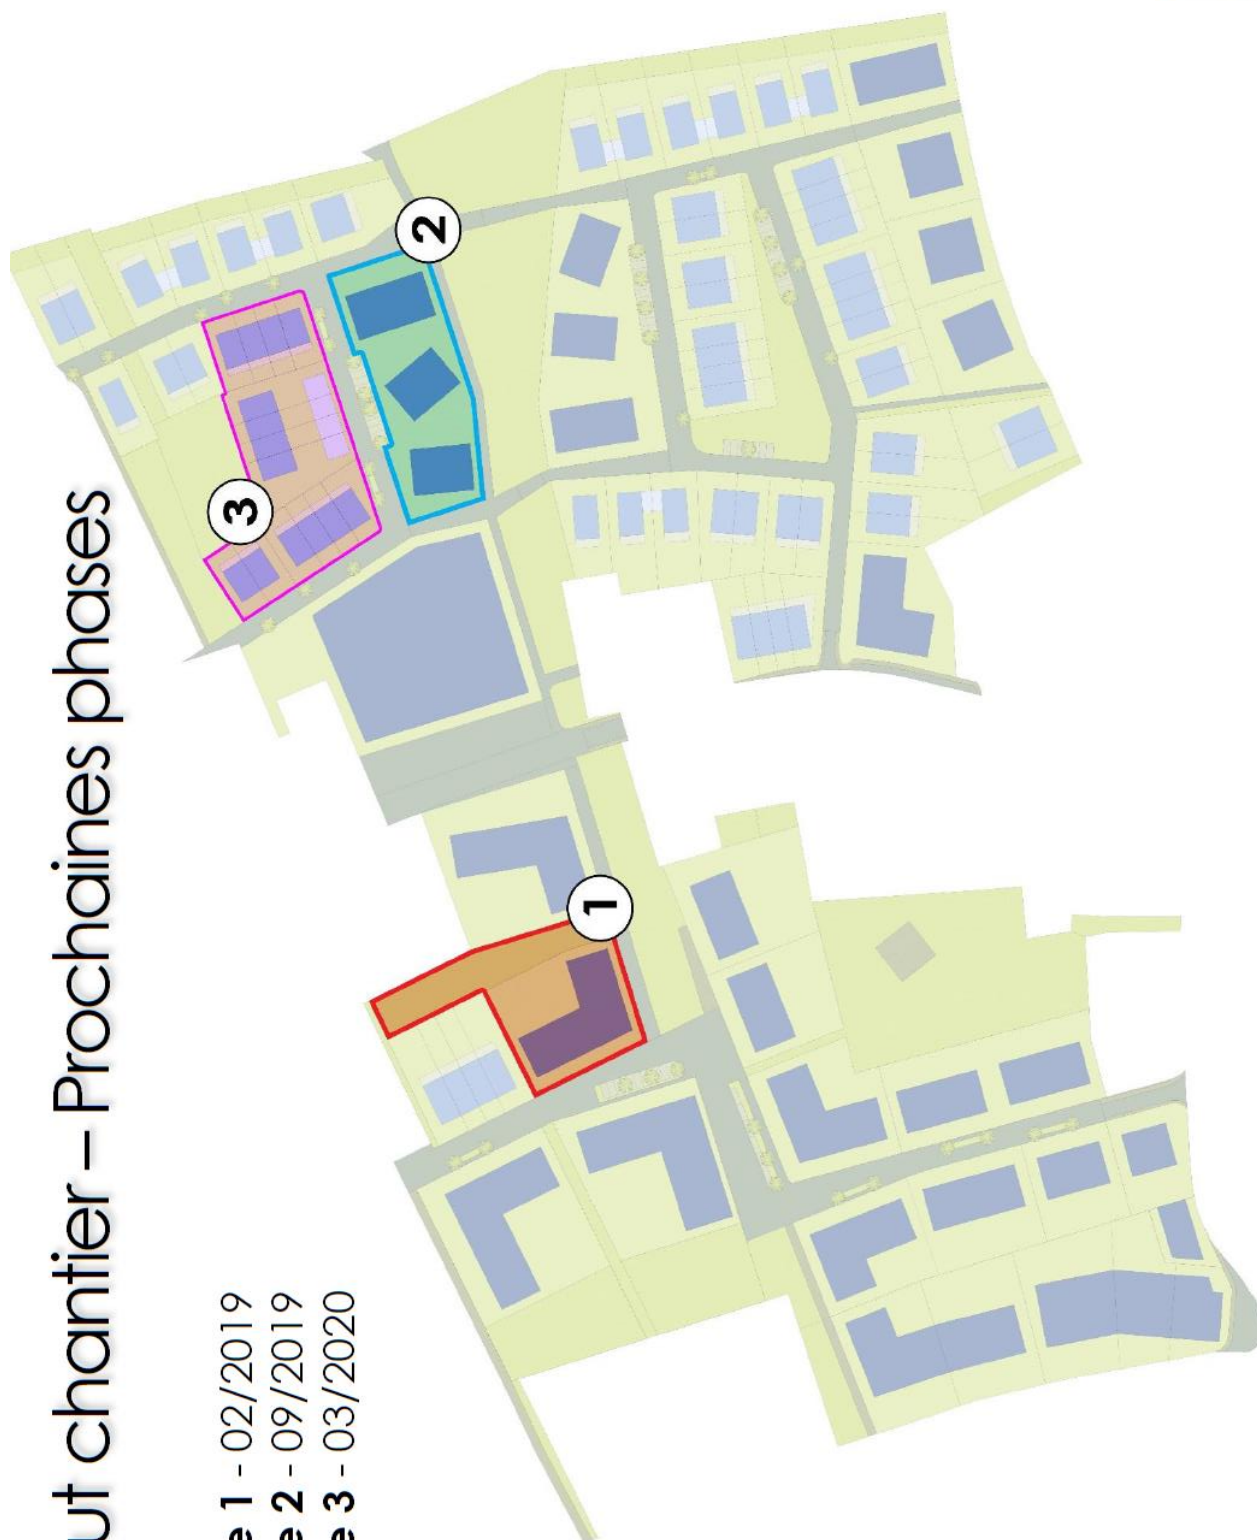 ut chantier – Prochaines phases
e 1 - 02/2019
e 2 - 09/2019
e 3 - 03/2020
3
2
1